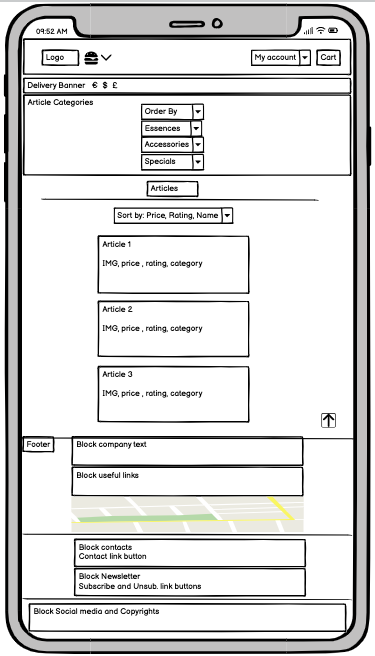 09:52 AM
Logo
My account
Cart
Delivery Banner € $ £
Article Categories
Order By
Essences
Accessories
Specials
Articles
Sort by: Price, Rating, Name
Article 1
IMG, price , rating, category
Article 2
IMG, price , rating, category
Article 3
IMG, price , rating, category
Footer
Block company text
Block useful links
Block contacts
Contact link button
Block Newsletter
Subscribe and Unsub. link buttons
Block Social media and Copyrights